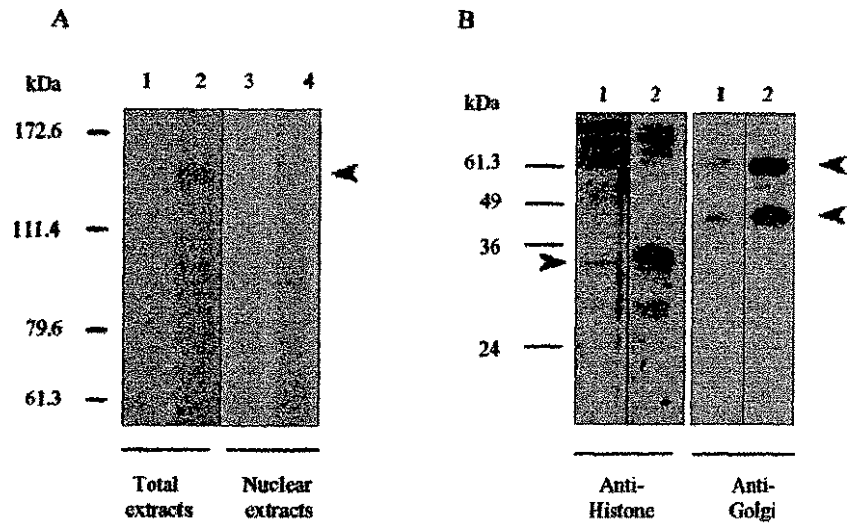 A
kDa
1 2 3 4
172.6
111.4
79.6
61.3
Total
extracts
Nuclear
extracts
B
kDa
1 2 1 2
61.3
49
36
24
Anti-
Histone
Anti-
Golgi